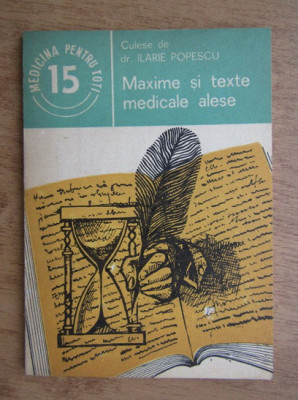 MEDICINA PENTRU TOȚI
15
Culese de
dr. ILARIE POPESCU
Maxime și texte
medicale alese